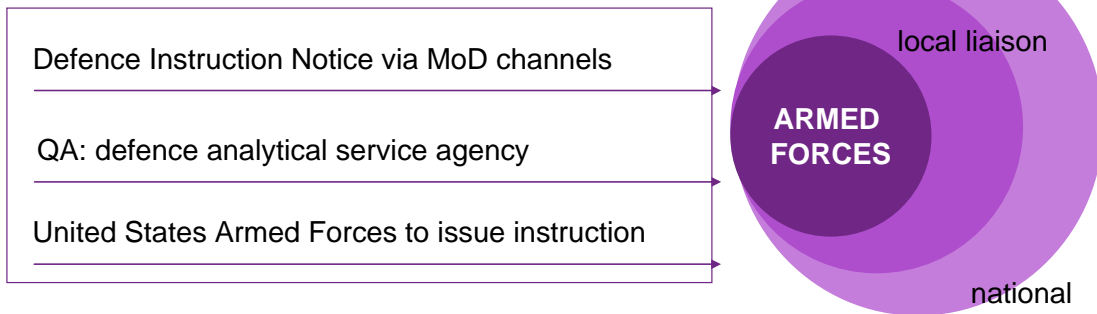 Defence Instruction Notice via MoD channels
QA: defence analytical service agency
United States Armed Forces to issue instruction
local liaison
ARMED
FORCES
national